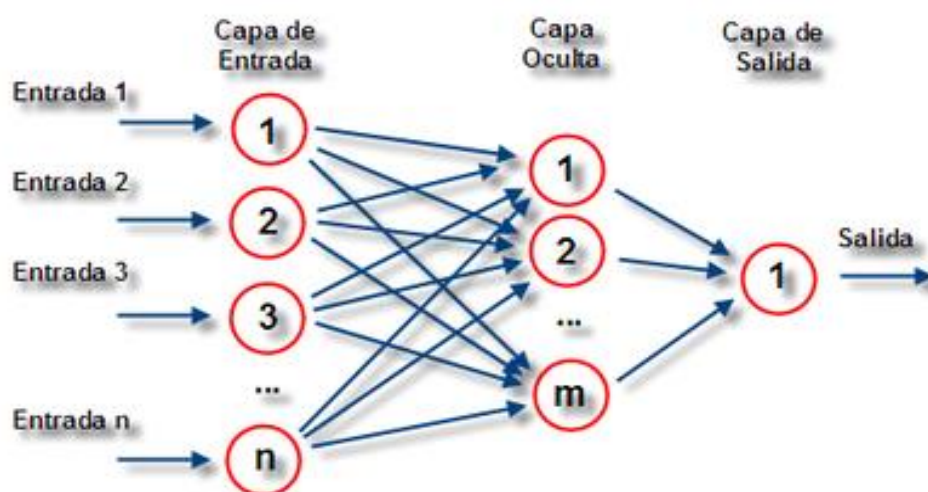 Capa de
Entrada
Capa
Oculta
Capa de
Salida
Entrada 1
1
Entrada 2
2
Entrada 3
3
...
Entrada n
n
1
2
...
m
1
Salida